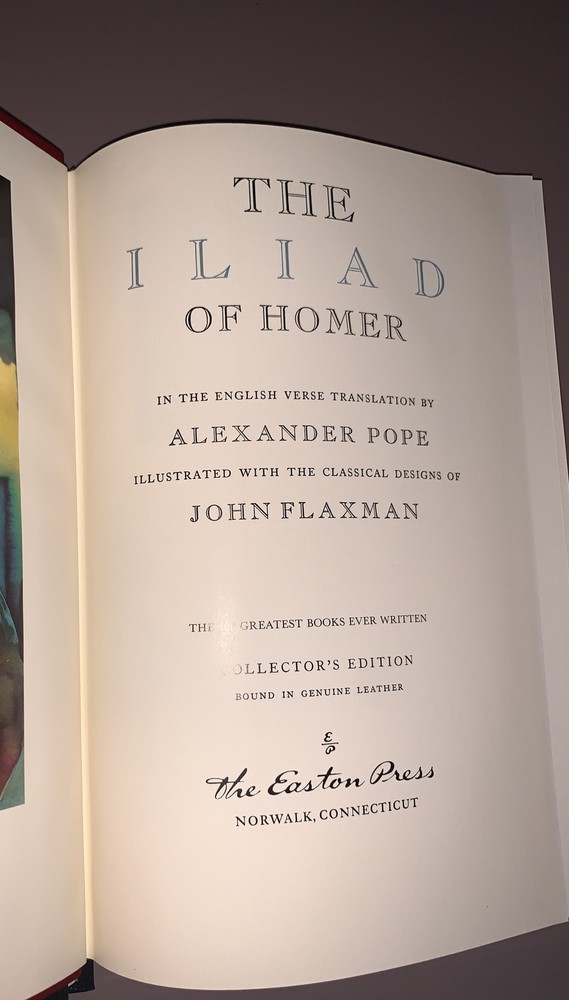 THE
ILIAD
OF HOMER
IN THE ENGLISH VERSE TRANSLATION BY
ALEXANDER POPE
ILLUSTRATED WITH THE CLASSICAL DESIGNS OF
JOHN FLAXMAN
THE GREATEST BOOKS EVER WRITTEN
COLLECTOR'S EDITION
BOUND IN GENUINE LEATHER
E
P
The Easton Press
NORWALK, CONNECTICUT